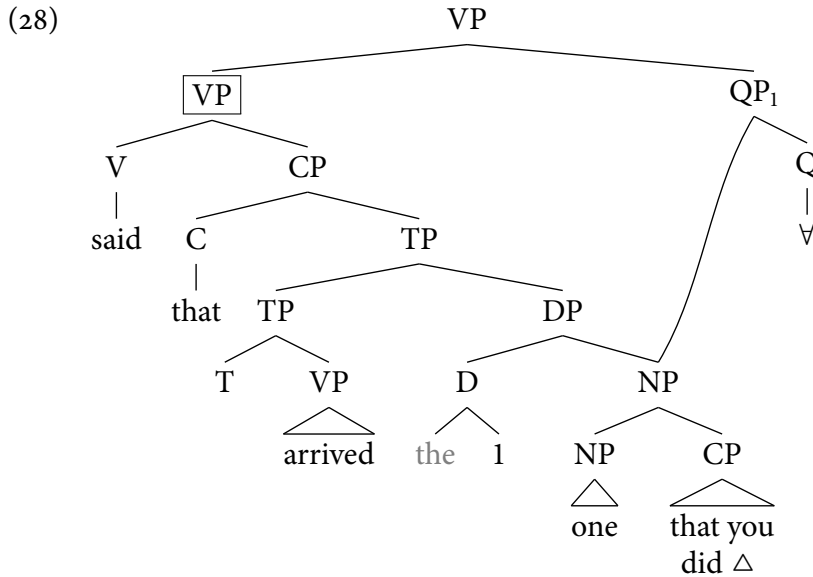 (28) VP
VP QP₁
V CP Q
said C TP ∀
that TP DP
T VP D NP
arrived the 1 NP CP
one that you
did △